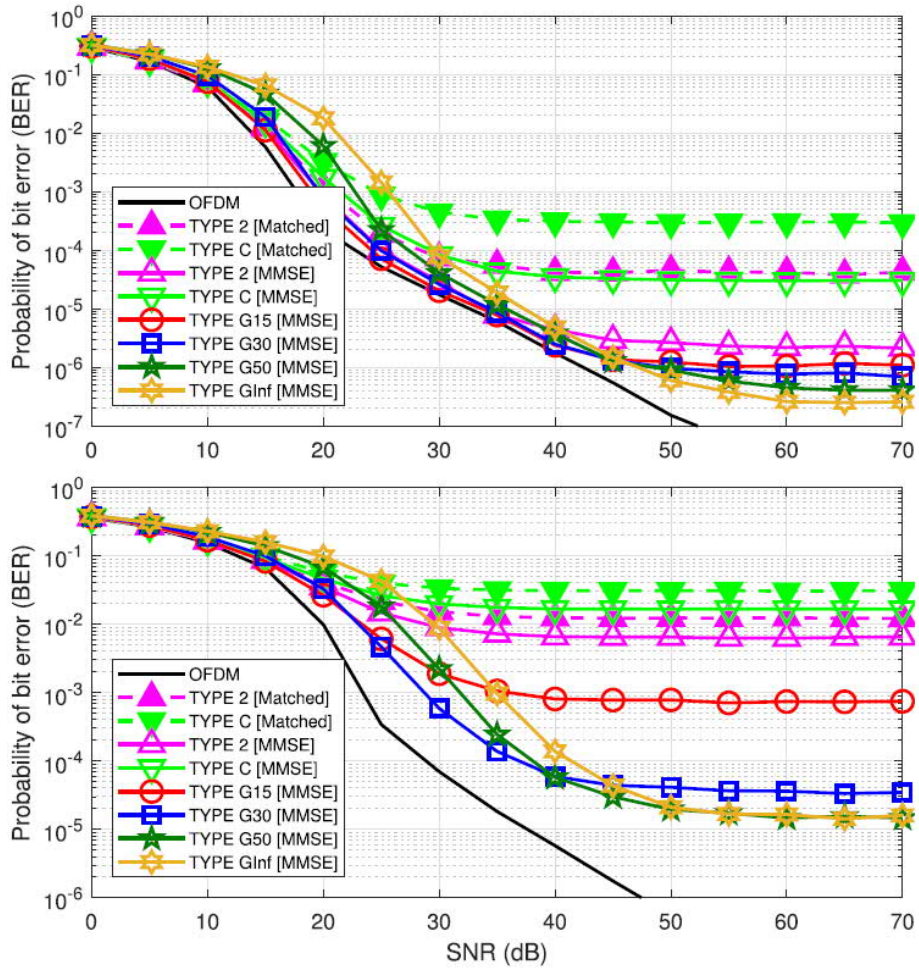 10^0
10^-1
10^-2
10^-3
10^-4
10^-5
10^-6
10^-7
Probability of bit error (BER)
OFDM
TYPE 2 [Matched]
TYPE C [Matched]
TYPE 2 [MMSE]
TYPE C [MMSE]
TYPE G15 [MMSE]
TYPE G30 [MMSE]
TYPE G50 [MMSE]
TYPE GInf [MMSE]
0 10 20 30 40 50 60 70
10^0
10^-1
10^-2
10^-3
10^-4
10^-5
10^-6
Probability of bit error (BER)
OFDM
TYPE 2 [Matched]
TYPE C [Matched]
TYPE 2 [MMSE]
TYPE C [MMSE]
TYPE G15 [MMSE]
TYPE G30 [MMSE]
TYPE G50 [MMSE]
TYPE GInf [MMSE]
0 10 20 30 40 50 60 70
SNR (dB)